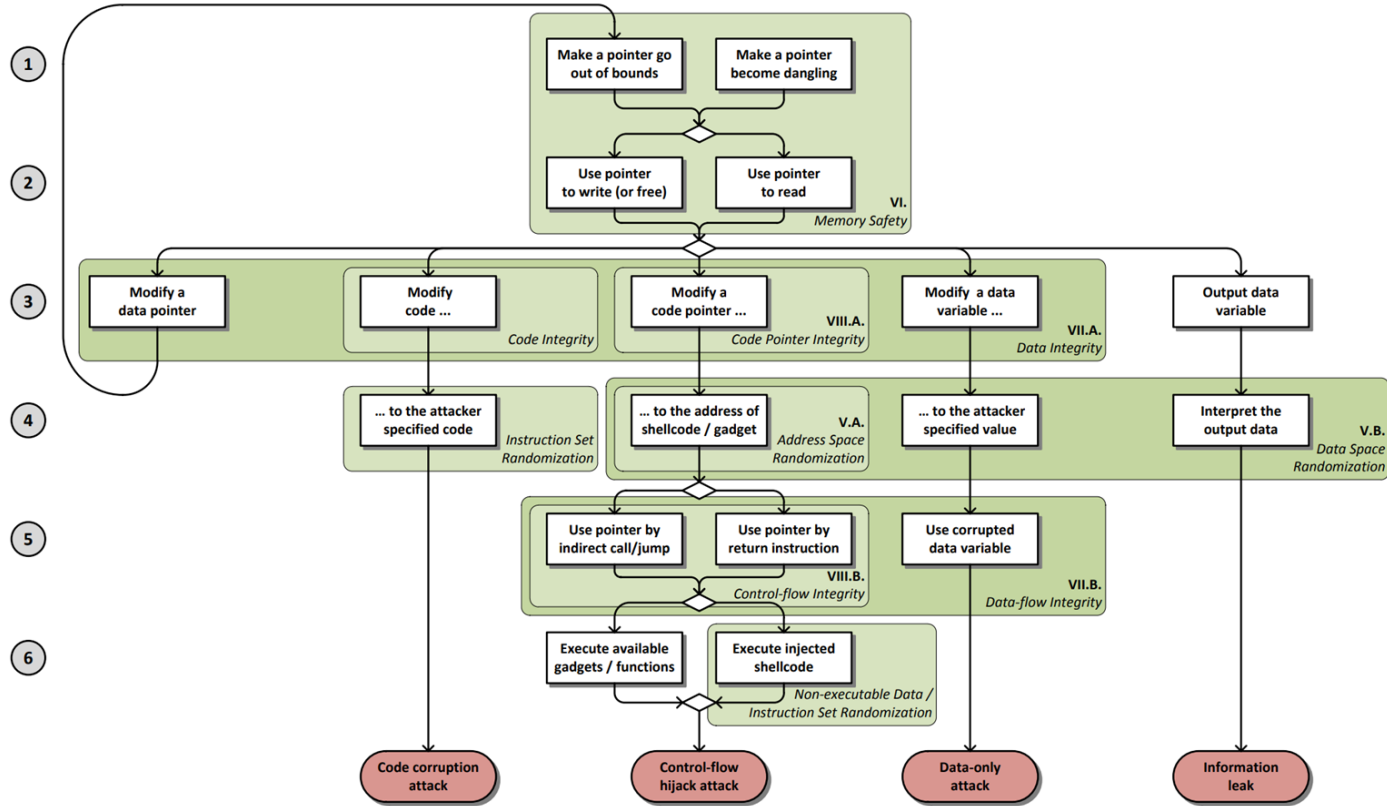 1
Make a pointer go
out of bounds
Make a pointer
become dangling
2
Use pointer
to write (or free)
Use pointer
to read
VI.
Memory Safety
3
Modify a
data pointer
Modify
code ...
Code Integrity
Modify a
code pointer ...
VIII.A.
Code Pointer Integrity
Modify a data
variable ...
VII.A.
Data Integrity
Output data
variable
4
... to the attacker
specified code
Instruction Set
Randomization
... to the address of
shellcode / gadget
V.A.
Address Space
Randomization
... to the attacker
specified value
Interpret the
output data
V.B.
Data Space
Randomization
5
Use pointer by
indirect call/jump
Use pointer by
return instruction
VIII.B.
Control-flow Integrity
Use corrupted
data variable
VII.B.
Data-flow Integrity
6
Execute available
gadgets / functions
Execute injected
shellcode
Non-executable Data /
Instruction Set Randomization
Code corruption
attack
Control-flow
hijack attack
Data-only
attack
Information
leak